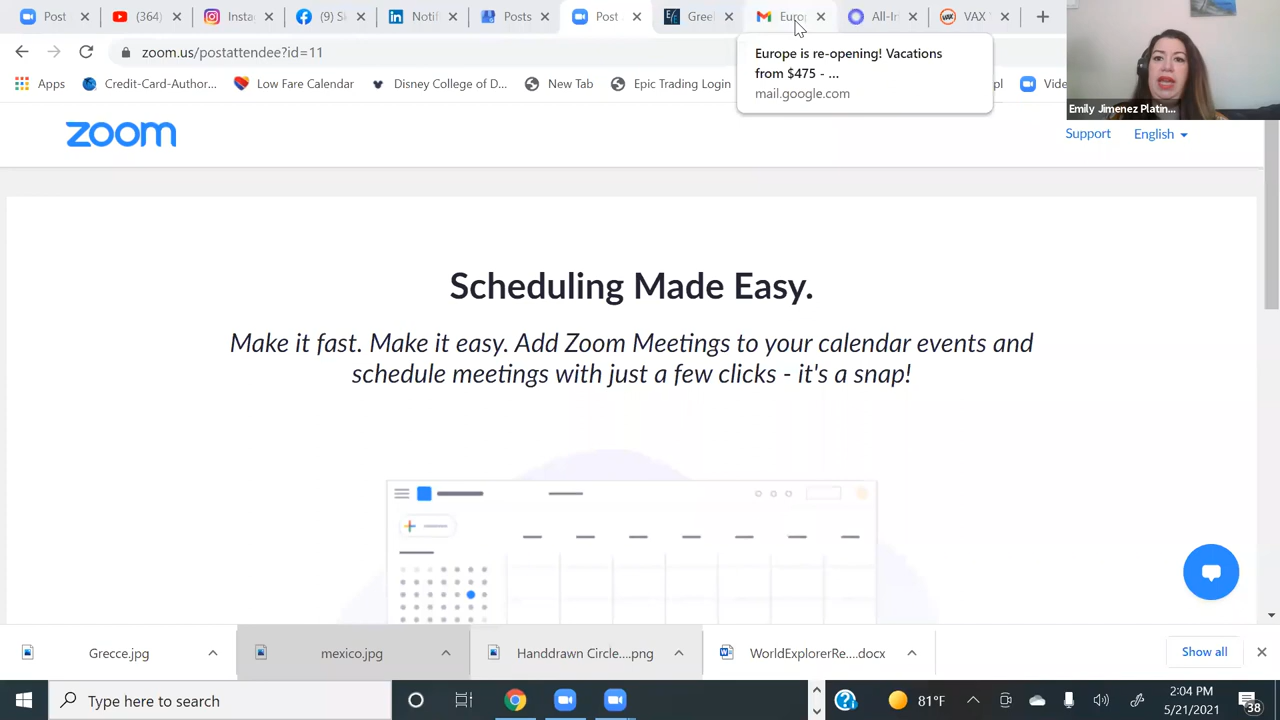 Post
(364)
Insta
(9) S
Notif
Posts
Post
Greel
Euro
All-In
VAX
zoom.us/postattendee?id=11
Europe is re-opening! Vacations
from $475 - ...
mail.google.com
Apps
Cathedral-Author...
Low Fare Calendar
Disney College of D...
New Tab
Epic Trading Login
pl
Vide
Emily Jimenez Platin...
zoom
Support
English
Scheduling Made Easy.
Make it fast. Make it easy. Add Zoom Meetings to your calendar events and
schedule meetings with just a few clicks - it's a snap!
Grecce.jpg
mexico.jpg
Handdrawn Circle....png
WorldExplorerRe....docx
Show all
Type here to search
81°F
2:04 PM
5/21/2021
38